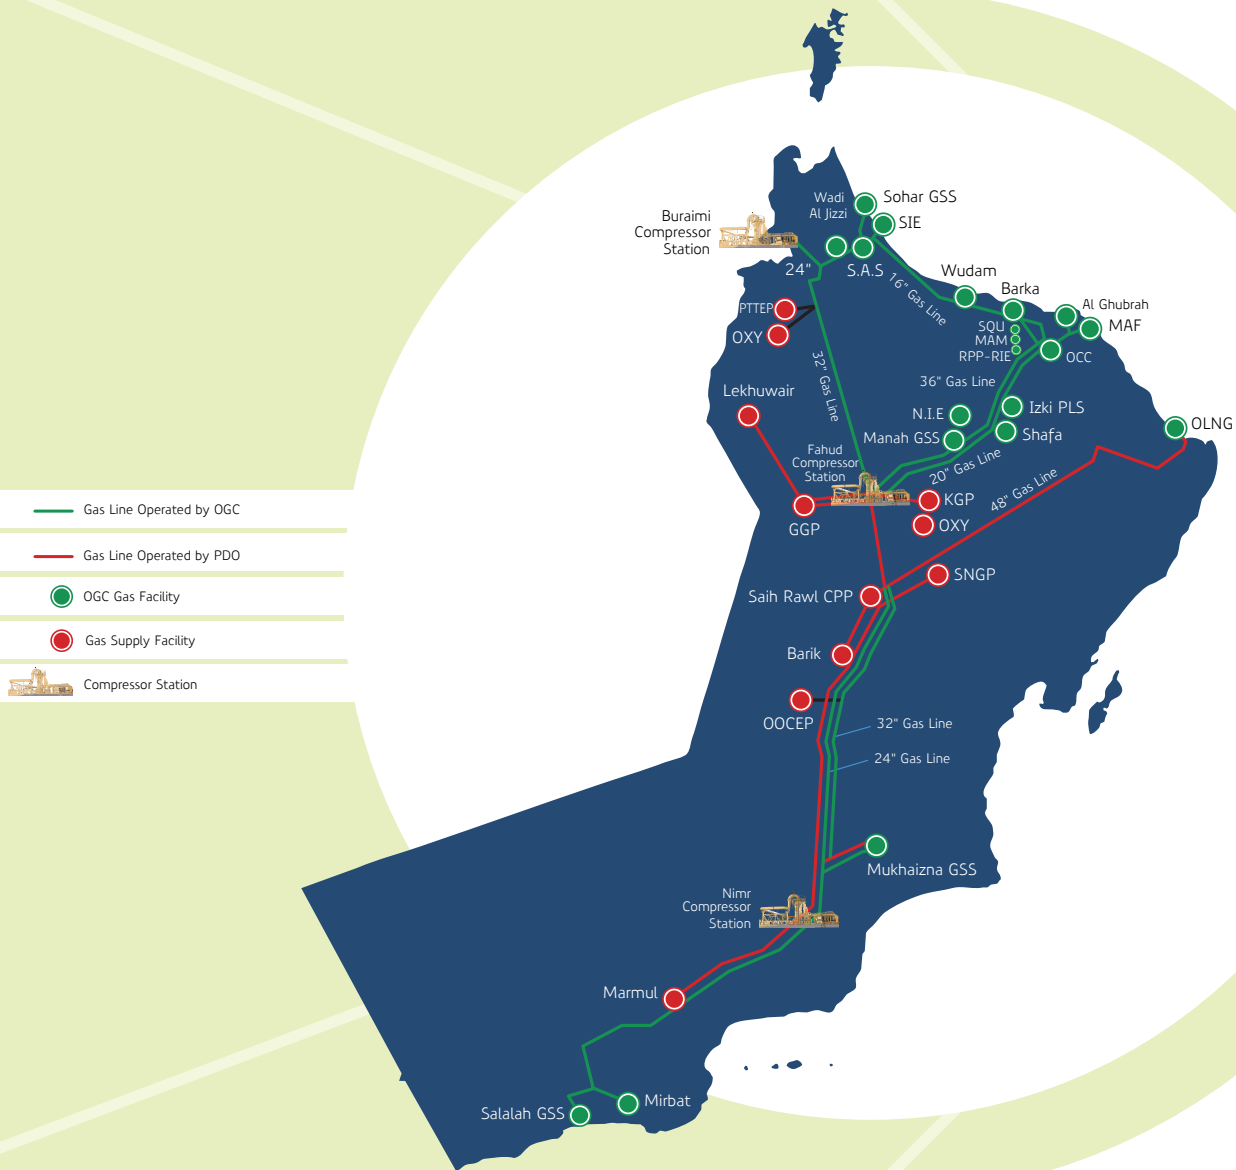 Wadi
Al Jizzi
Sohar GSS
SIE
Buraimi
Compressor
Station
24"
S.A.S
16" Gas Line
Wudam
Barka
Al Ghubrah
MAF
SQU
MAM
RPP-RIE
OCC
PTTEP
OXY
32" Gas Line
36" Gas Line
Lekhuwair
N.I.E
Izki PLS
Manah GSS
Shafa
OLNG
Fahud
Compressor
Station
20" Gas Line
48" Gas Line
KGP
GGP
OXY
SNGP
Saih Rawl CPP
Barik
OOCEP
32" Gas Line
24" Gas Line
Mukhaizna GSS
Nimr
Compressor
Station
Marmul
Salalah GSS
Mirbat
Gas Line Operated by OGC
Gas Line Operated by PDO
OGC Gas Facility
Gas Supply Facility
Compressor Station